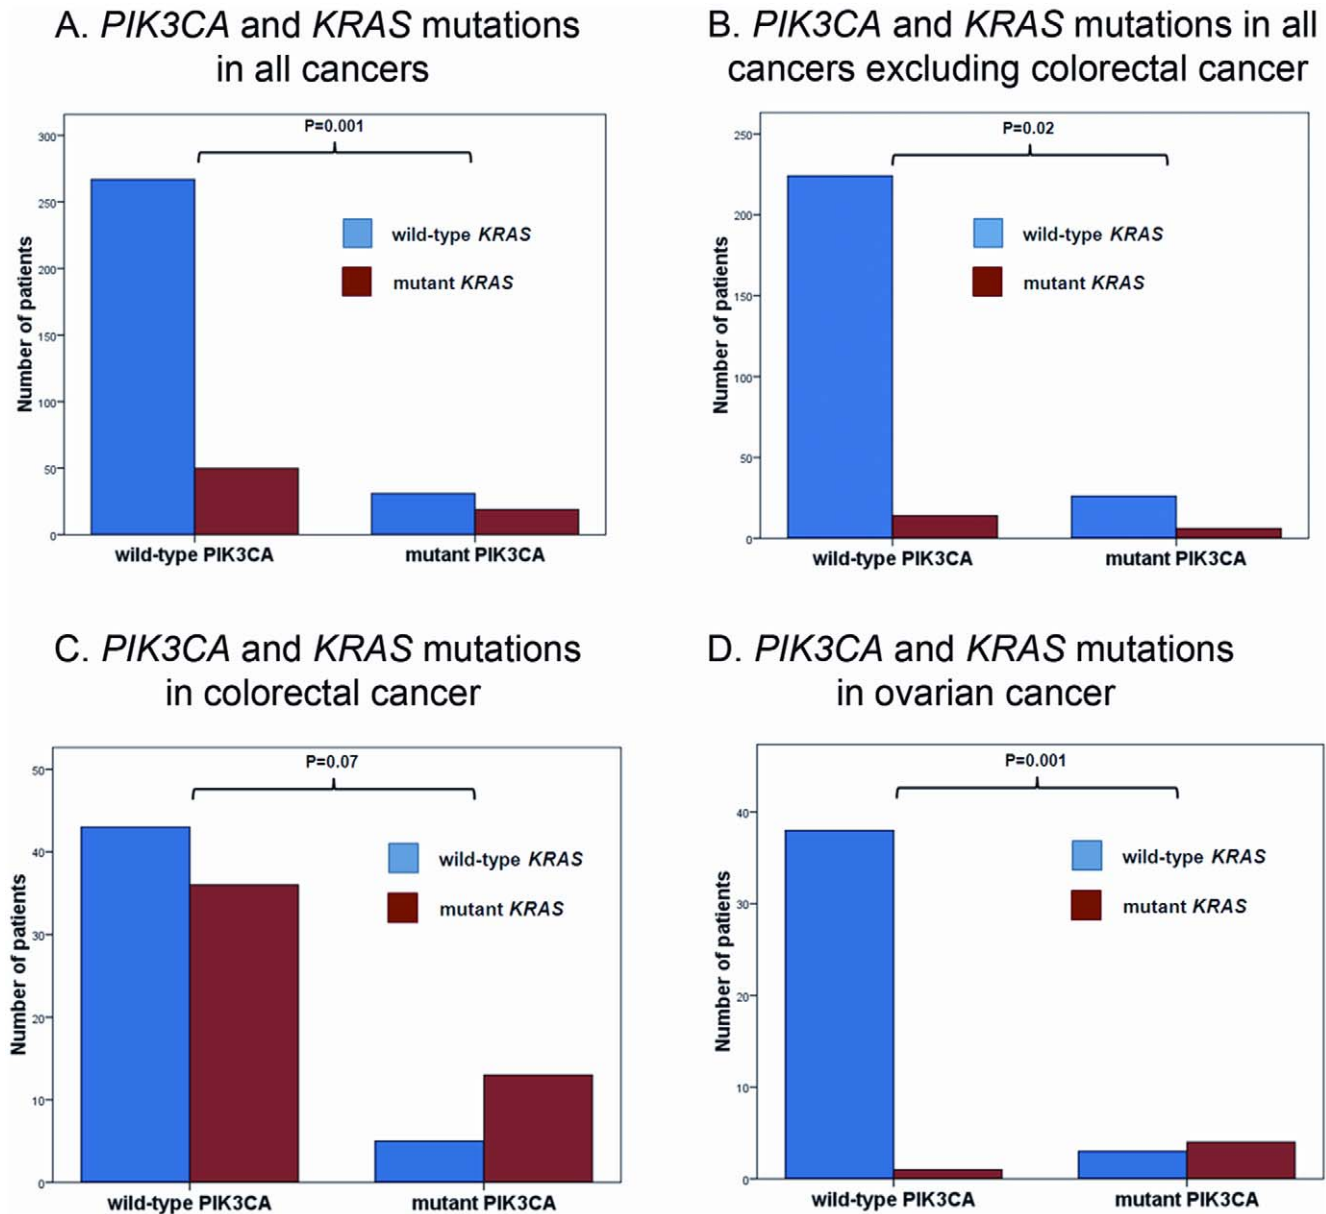 A. PIK3CA and KRAS mutations
in all cancers
P=0.001
300
250
200
150
100
50
0
Number of patients
wild-type KRAS
mutant KRAS
wild-type PIK3CA
mutant PIK3CA
B. PIK3CA and KRAS mutations in all
cancers excluding colorectal cancer
P=0.02
250
200
150
100
50
0
Number of patients
wild-type KRAS
mutant KRAS
wild-type PIK3CA
mutant PIK3CA
C. PIK3CA and KRAS mutations
in colorectal cancer
P=0.07
50
40
30
20
10
0
Number of patients
wild-type KRAS
mutant KRAS
wild-type PIK3CA
mutant PIK3CA
D. PIK3CA and KRAS mutations
in ovarian cancer
P=0.001
40
30
20
10
0
Number of patients
wild-type KRAS
mutant KRAS
wild-type PIK3CA
mutant PIK3CA